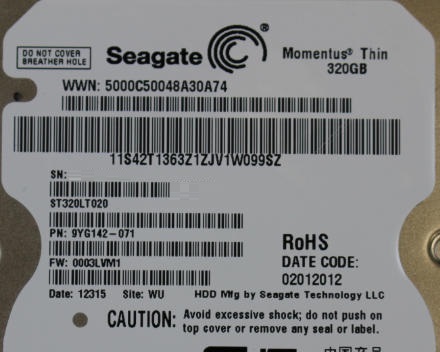 DO NOT COVER
BREATHER HOLE
Seagate®
Momentus® Thin
320GB
WWN: 5000C50048A30A74
11S42T1363Z1ZJV1W099SZ
SN:
ST320LT020
PN: 9YG142-071
FW: 0003LVM1
RoHS
DATE CODE:
02012012
Date: 12315 Site: WU HDD Mfg by Seagate Technology LLC
CAUTION: Avoid excessive shock; do not push on
top cover or remove any seal or label.